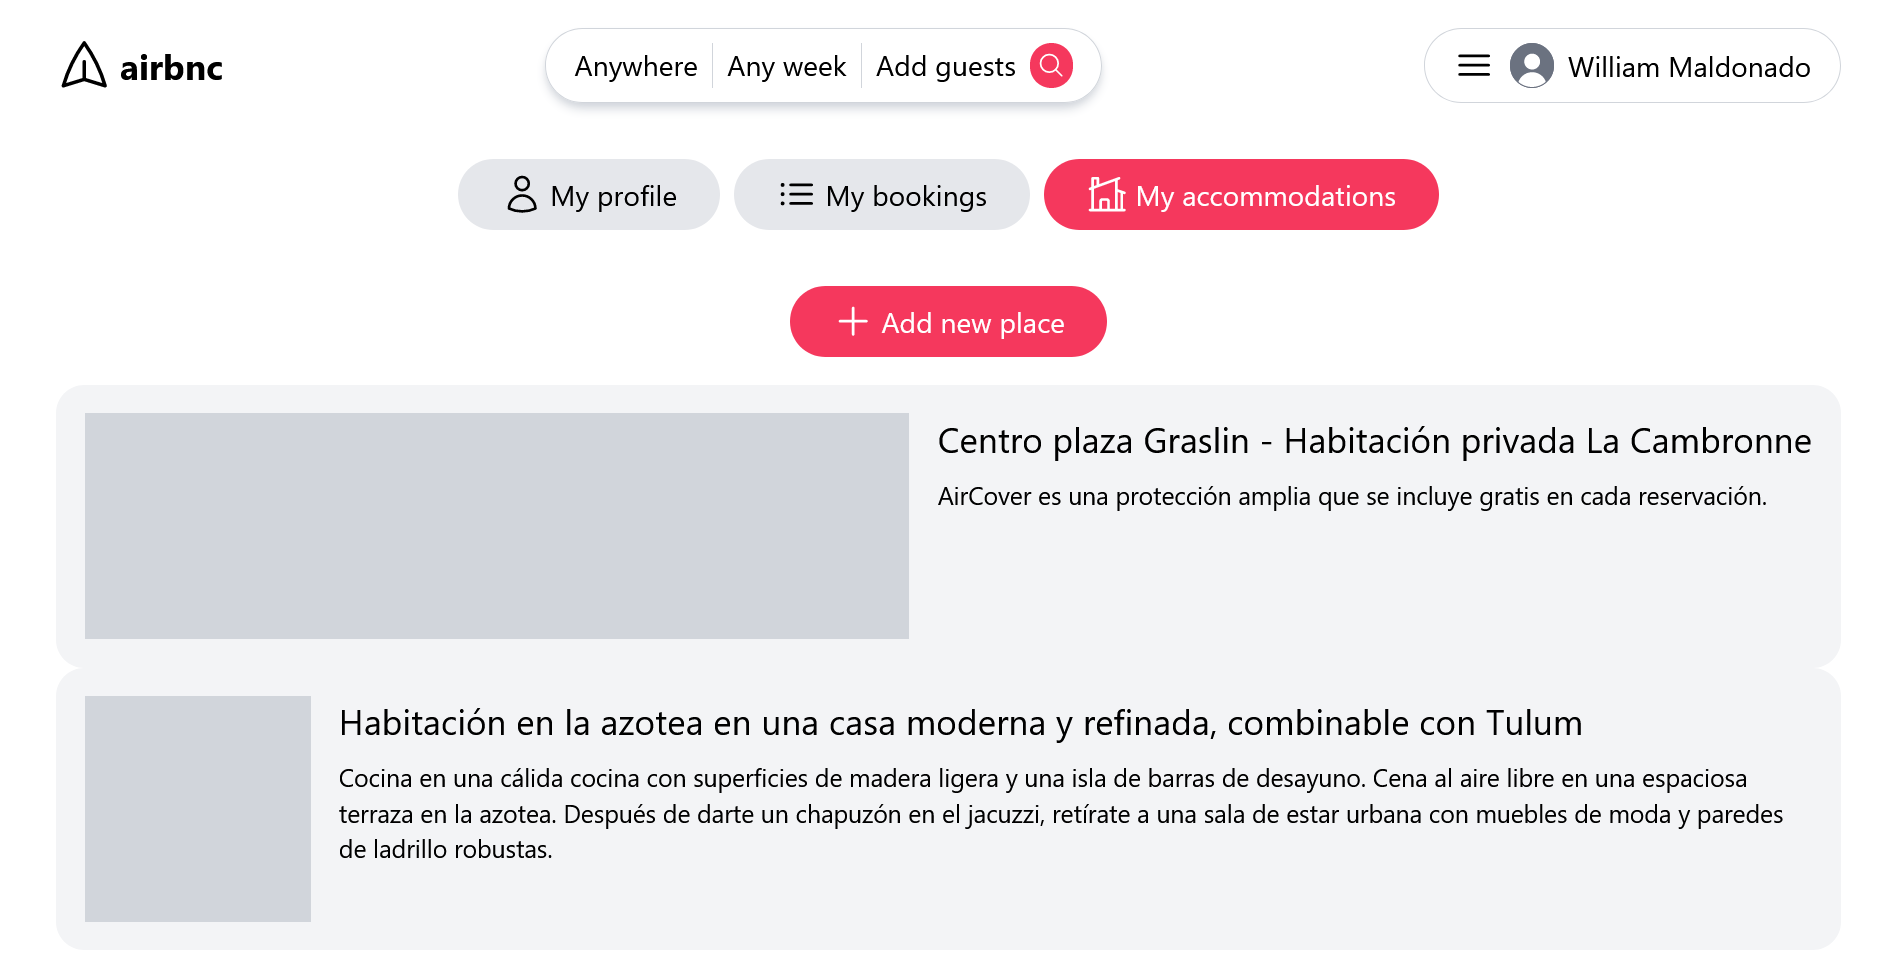 airbnc
Anywhere Any week Add guests
William Maldonado
My profile
My bookings
My accommodations
Add new place
Centro plaza Graslin - Habitación privada La Cambronne
AirCover es una protección amplia que se incluye gratis en cada reservación.
Habitación en la azotea en una casa moderna y refinada, combinable con Tulum
Cocina en una cálida cocina con superficies de madera ligera y una isla de barras de desayuno. Cena al aire libre en una espaciosa
terraza en la azotea. Después de darte un chapuzón en el jacuzzi, retírate a una sala de estar urbana con muebles de moda y paredes
de ladrillo robustas.